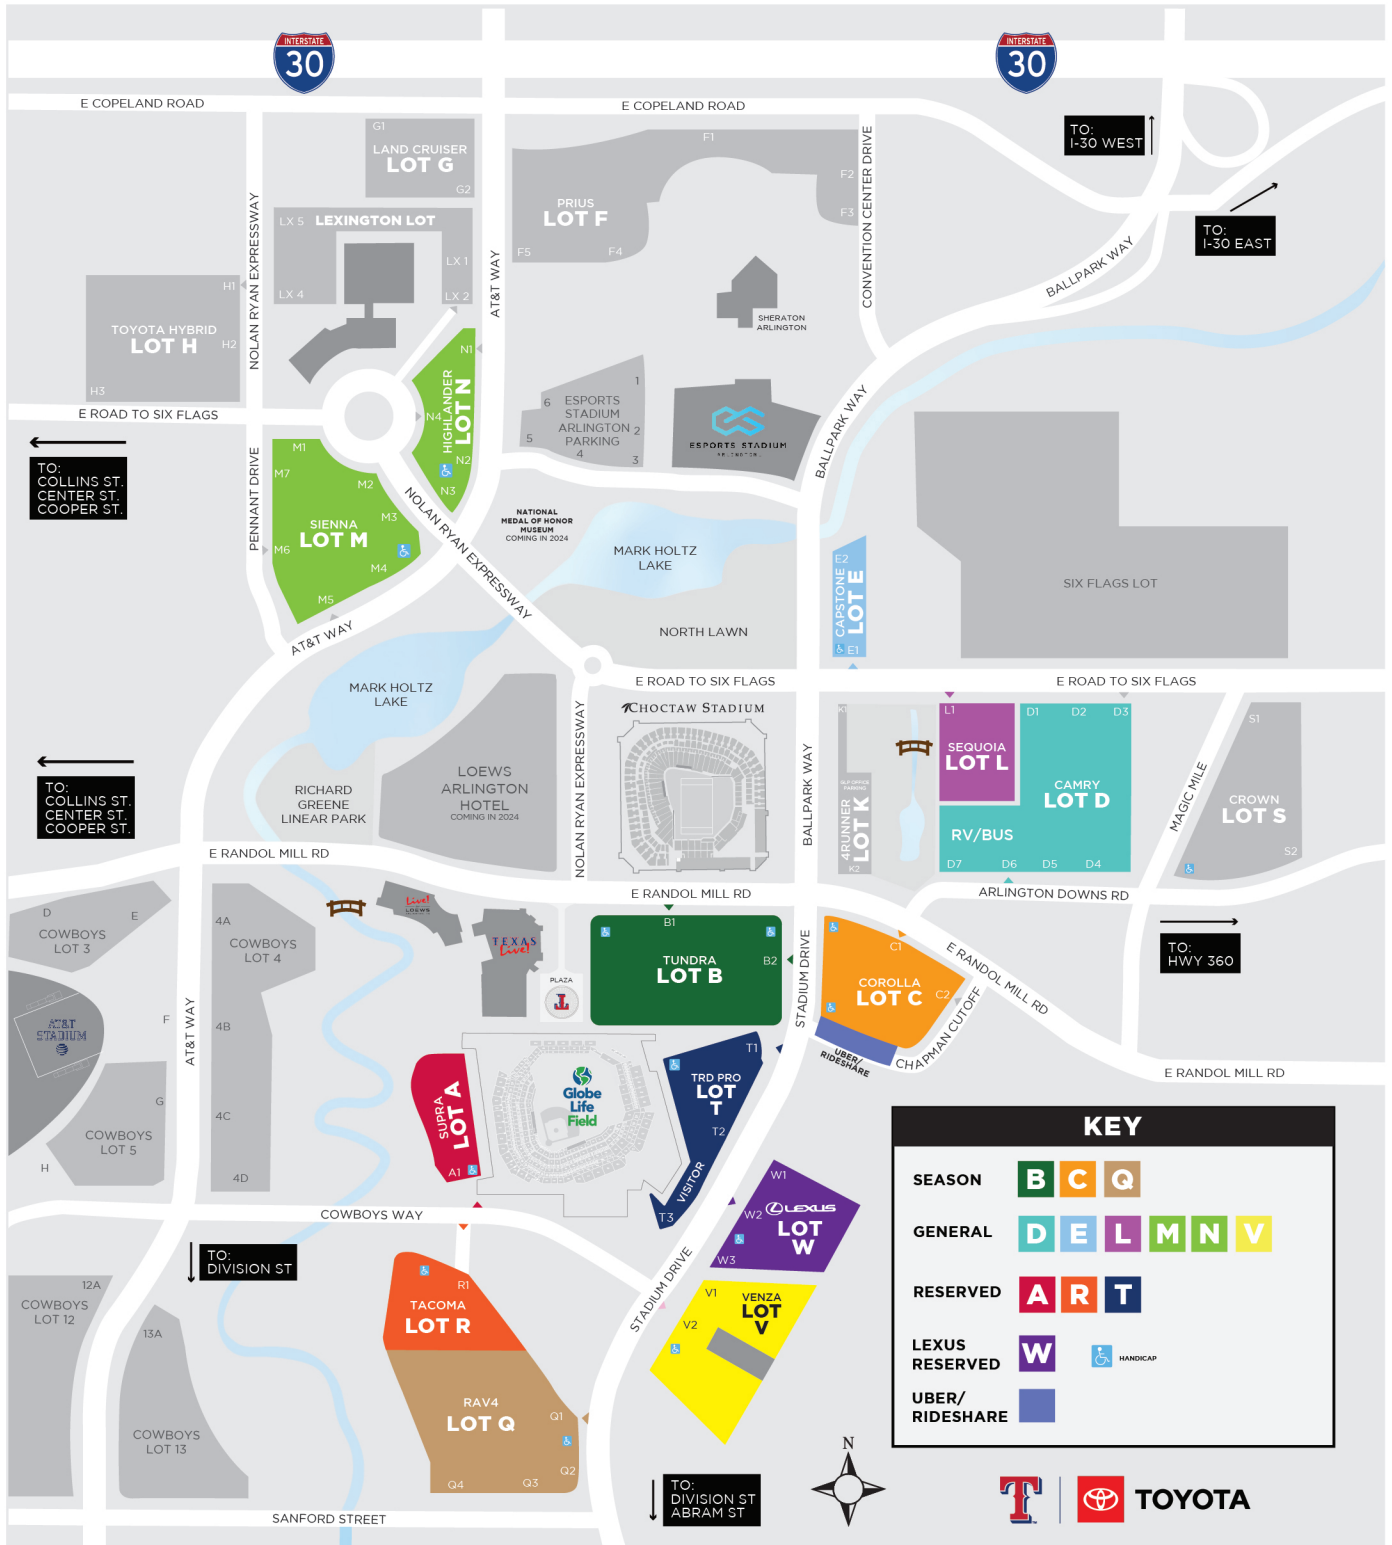 INTERSTATE
30
INTERSTATE
30
E COPELAND ROAD
E COPELAND ROAD
TO:
I-30 WEST
TO:
I-30 EAST
G1
LAND CRUISER
LOT G
G2
LX 5
LEXINGTON LOT
LX 1
LX 4
LX 2
NOLAN RYAN EXPRESSWAY
AT&T WAY
F1
F2
F3
PRIUS
LOT F
F5
F4
CONVENTION CENTER DRIVE
BALLPARK WAY
H1
TOYOTA HYBRID
LOT H
H2
H3
SHERATON
ARLINGTON
N1
HIGHLANDER
LOT N
N4
N2
N3
E ROAD TO SIX FLAGS
TO:
COLLINS ST.
CENTER ST.
COOPER ST.
1
6
ESPORTS
STADIUM
ARLINGTON
PARKING
2
5
4
3
ESPORTS STADIUM
BALLPARK WAY
M1
M7
M2
M3
SIENNA
LOT M
M6
M4
M5
PENNANT DRIVE
NOLAN RYAN EXPRESSWAY
AT&T WAY
NATIONAL
MEDAL OF HONOR
MUSEUM
COMING IN 2024
MARK HOLTZ
LAKE
NORTH LAWN
E2
CAPSTONE
LOT E
E1
SIX FLAGS LOT
E ROAD TO SIX FLAGS
E ROAD TO SIX FLAGS
MARK HOLTZ
LAKE
TO:
COLLINS ST.
CENTER ST.
COOPER ST.
RICHARD
GREENE
LINEAR PARK
LOEWS
ARLINGTON
HOTEL
COMING IN 2024
NOLAN RYAN EXPRESSWAY
CHOCTAW STADIUM
BALLPARK WAY
K1
GLP OFFICE
PARKING
4RUNNER
LOT K
K2
L1
SEQUOIA
LOT L
D1
D2
D3
CAMRY
LOT D
RV/BUS
D7
D6
D5
D4
MAGIC MILE
S1
CROWN
LOT S
S2
E RANDOL MILL RD
E RANDOL MILL RD
ARLINGTON DOWNS RD
TO:
HWY 360
D
E
COWBOYS
LOT 3
AT&T
STADIUM
F
G
COWBOYS
LOT 5
H
AT&T WAY
4A
COWBOYS
LOT 4
4B
4C
4D
Live!
LOEWS
TEXAS
Live!
PLAZA
T
B1
TUNDRA
LOT B
B2
STADIUM DRIVE
C1
COROLLA
LOT C
C2
E RANDOL MILL RD
CHAPMAN CUTOFF
UBER/
RIDESHARE
E RANDOL MILL RD
SUPRA
LOT A
A1
Globe
Life
Field
T1
TRD PRO
LOT
T
T2
VISITOR
T3
W1
W2
LEXUS
LOT
W
W3
COWBOYS WAY
STADIUM DRIVE
TO:
DIVISION ST
R1
TACOMA
LOT R
RAV4
LOT Q
Q1
Q2
Q3
Q4
V1
VENZA
LOT
V
V2
12A
COWBOYS
LOT 12
13A
COWBOYS
LOT 13
SANFORD STREET
TO:
DIVISION ST
ABRAM ST
N
KEY
SEASON B C Q
GENERAL D E L M N V
RESERVED A R T
LEXUS
RESERVED W
HANDICAP
UBER/
RIDESHARE
T
TOYOTA